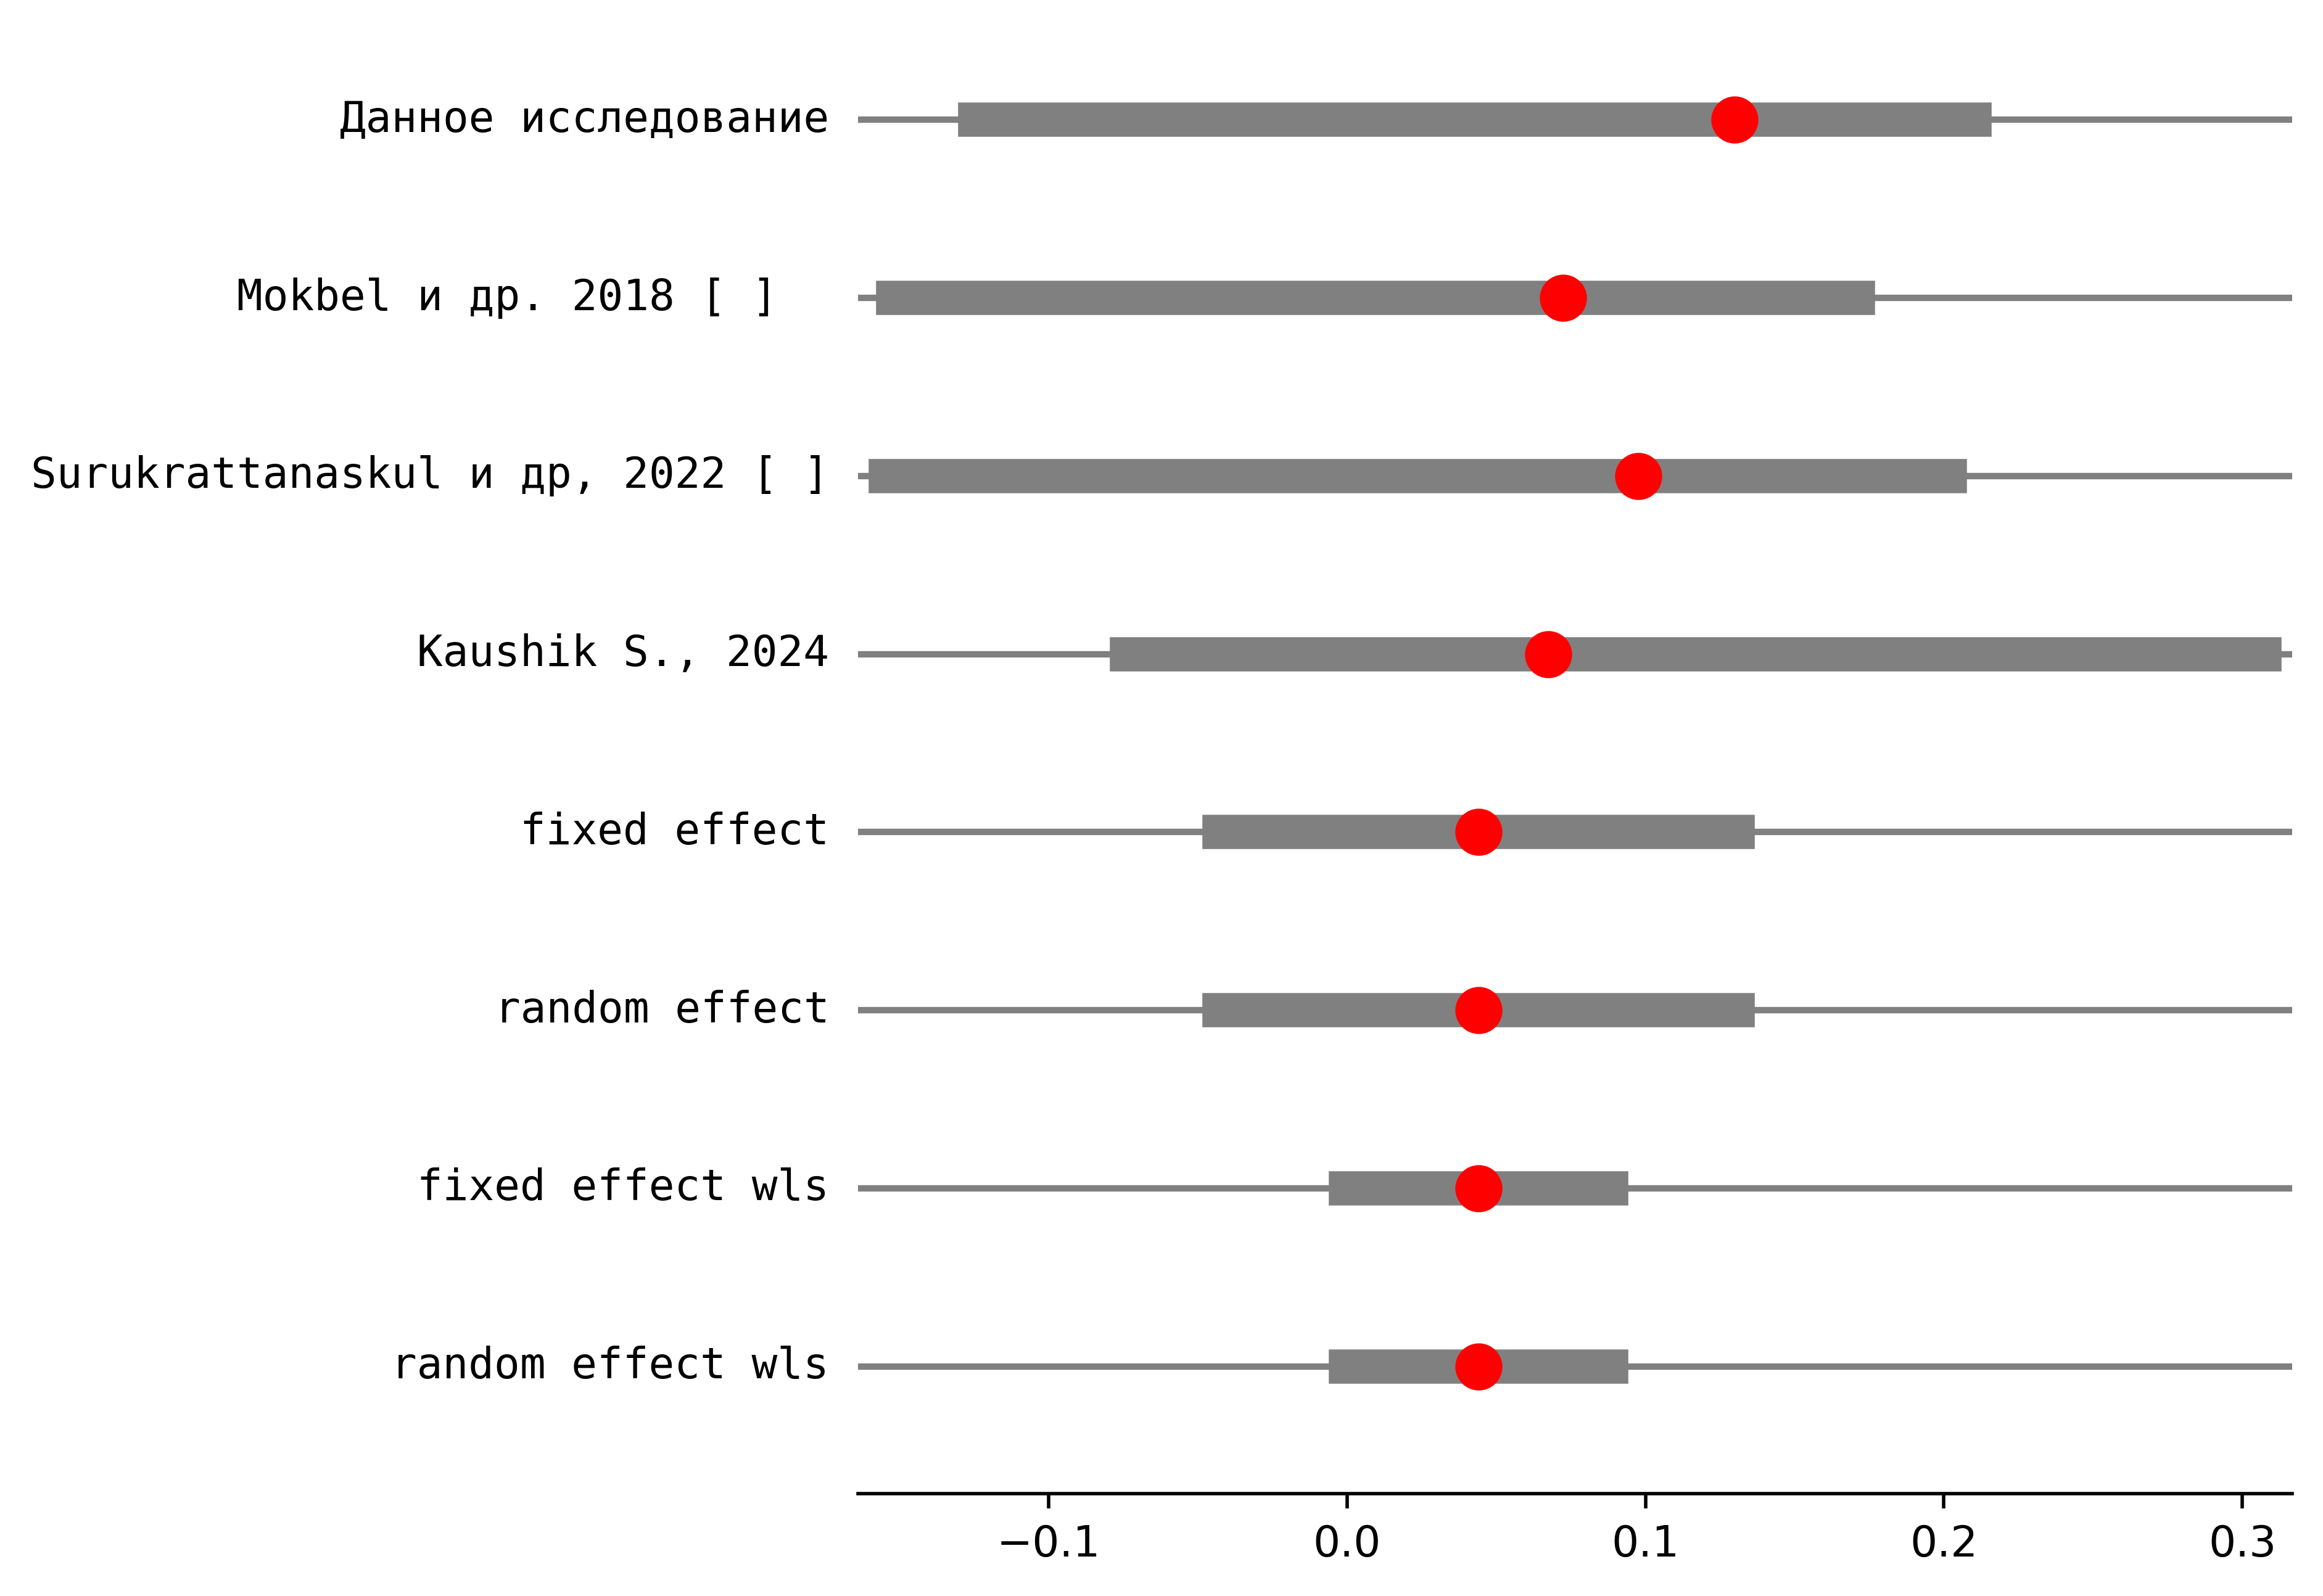 Данное исследование
Mokbel и др. 2018 [ ]
Surukrattanaskul и др, 2022 [ ]
Kaushik S., 2024
fixed effect
random effect
fixed effect wls
random effect wls
−0.1 0.0 0.1 0.2 0.3